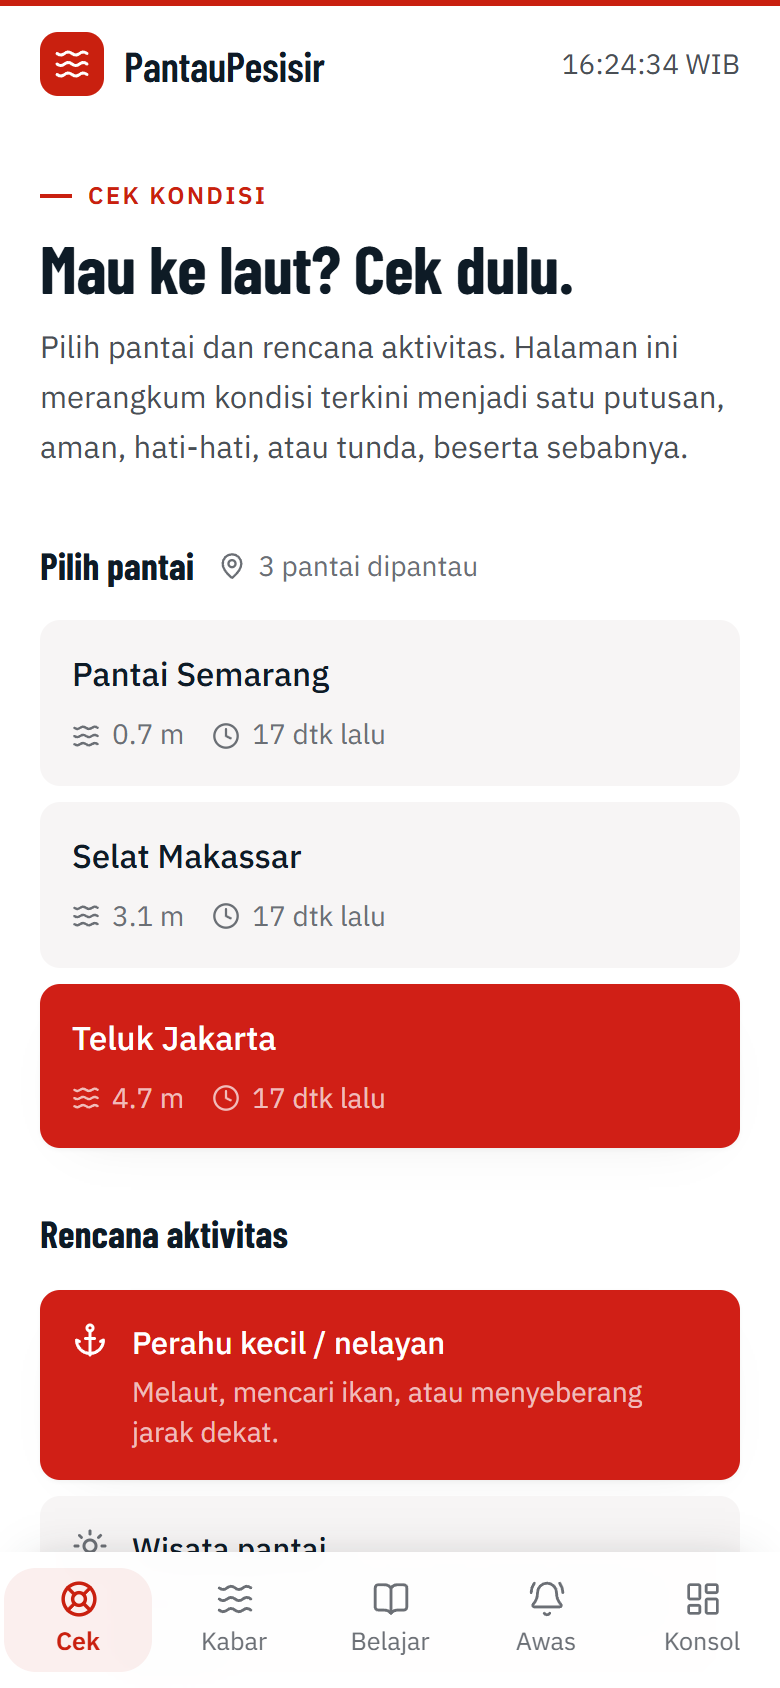 PantauPesisir
16:24:34 WIB
CEK KONDISI
Mau ke laut? Cek dulu.
Pilih pantai dan rencana aktivitas. Halaman ini
merangkum kondisi terkini menjadi satu putusan,
aman, hati-hati, atau tunda, beserta sebabnya.
Pilih pantai
3 pantai dipantau
Pantai Semarang
0.7 m
17 dtk lalu
Selat Makassar
3.1 m
17 dtk lalu
Teluk Jakarta
4.7 m
17 dtk lalu
Rencana aktivitas
Perahu kecil / nelayan
Melaut, mencari ikan, atau menyeberang
jarak dekat.
Wisata pantai
Cek
Kabar
Belajar
Awas
Konsol